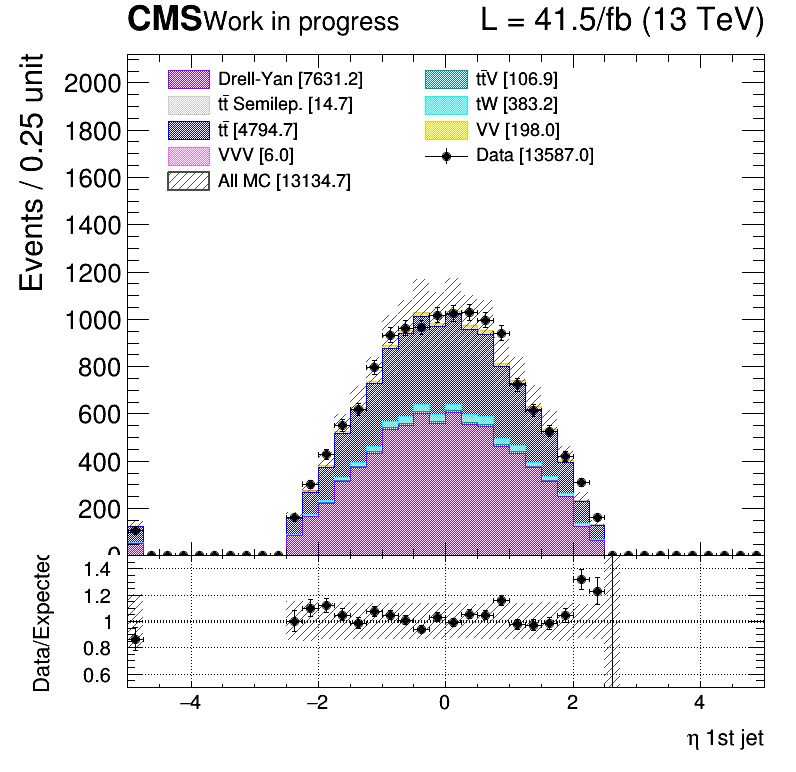 CMS Work in progress L = 41.5/fb (13 TeV)
Events / 0.25 unit
2000
1800
1600
1400
1200
1000
800
600
400
200
0
Drell-Yan [7631.2]
tt̄ Semilep. [14.7]
tt̄ [4794.7]
VVV [6.0]
All MC [13134.7]
tt̄V [106.9]
tW [383.2]
VV [198.0]
Data [13587.0]
Data/Expected
1.4
1.2
1
0.8
0.6
−4 −2 0 2 4
η 1st jet